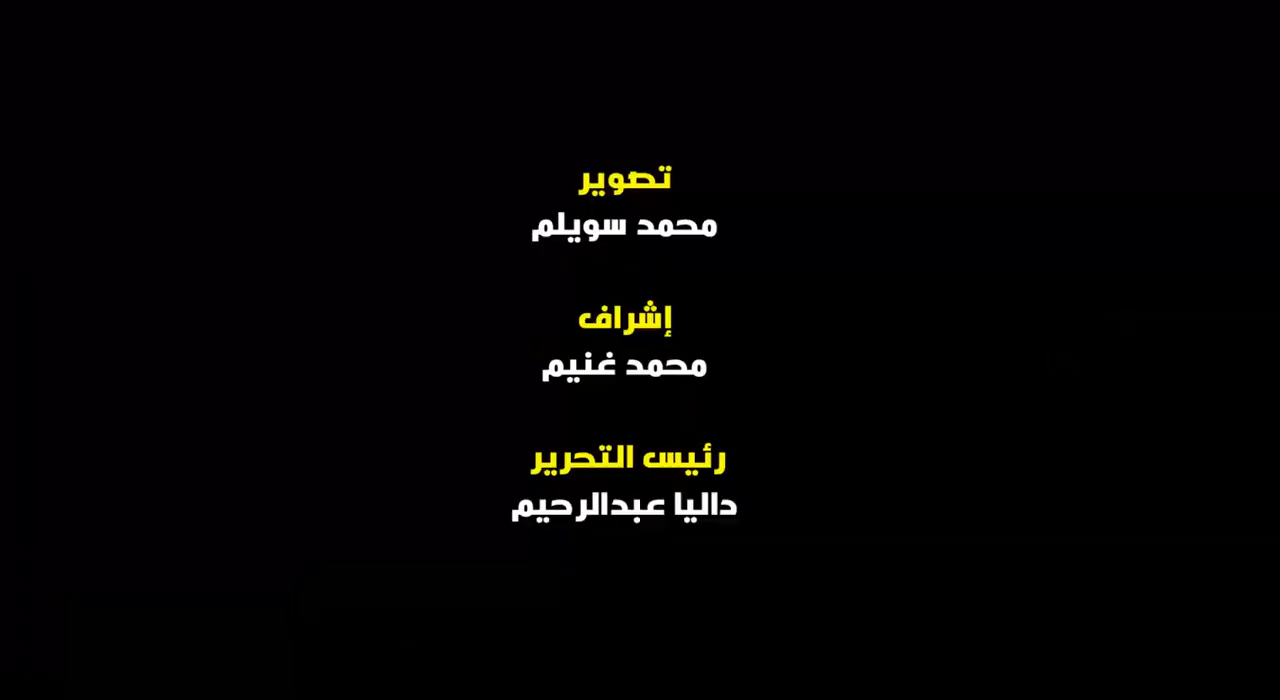 تصوير
محمد سويلم
إشراف
محمد غنيم
رئيس التحرير
داليا عبدالرحيم